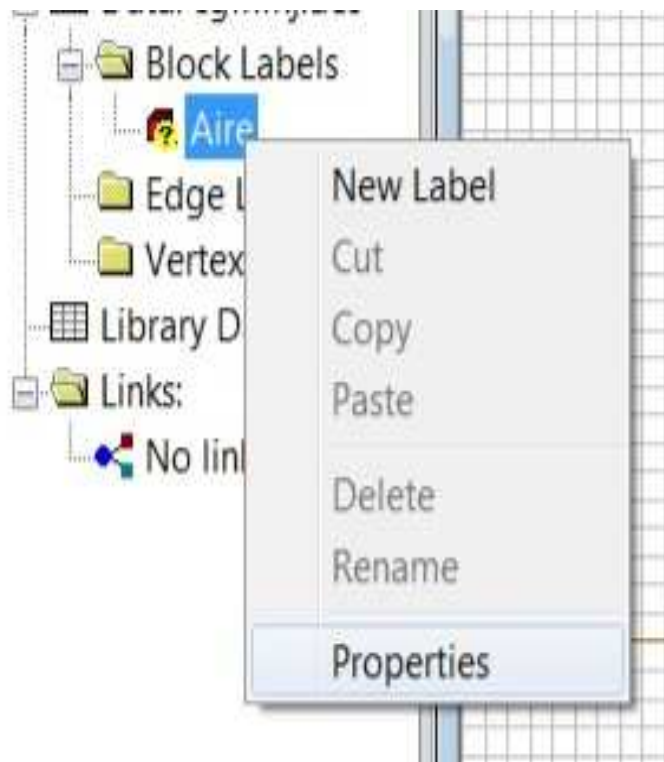 Block Labels
Aire
Edge L
Vertex
Library D
Links:
No lin
New Label
Cut
Copy
Paste
Delete
Rename
Properties